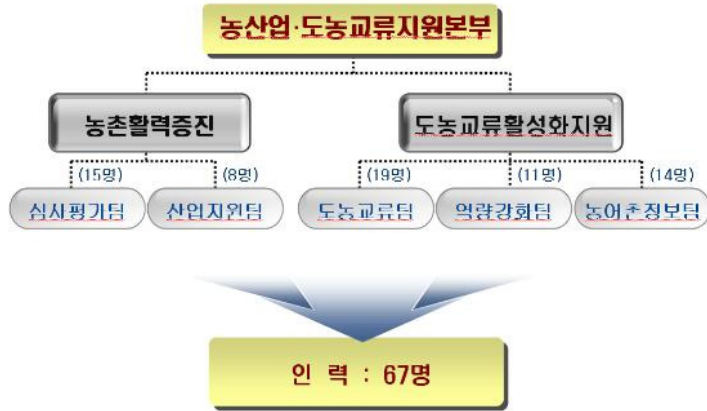 농산업·도농교류지원본부
농촌활력증진
도농교류활성화지원
(15명)
(8명)
(19명)
(11명)
(14명)
심사평가팀
산업지원팀
도농교류팀
역량강화팀
농어촌정보팀
인 력 : 67명